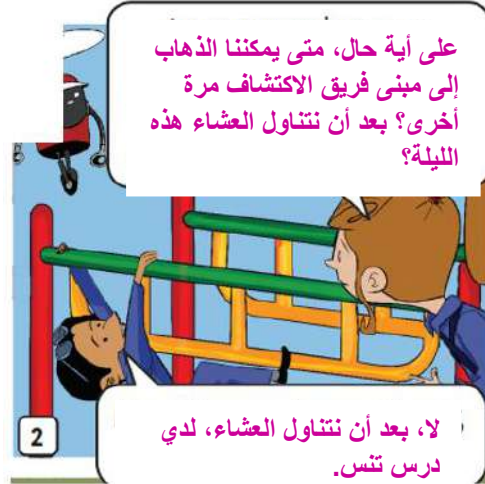 على أية حال، متى يمكننا الذهاب
إلى مبنى فريق الاكتشاف مرة
أخرى؟ بعد أن نتناول العشاء هذه
الليلة؟
2
لا، بعد أن نتناول العشاء، لدي
درس تنس.